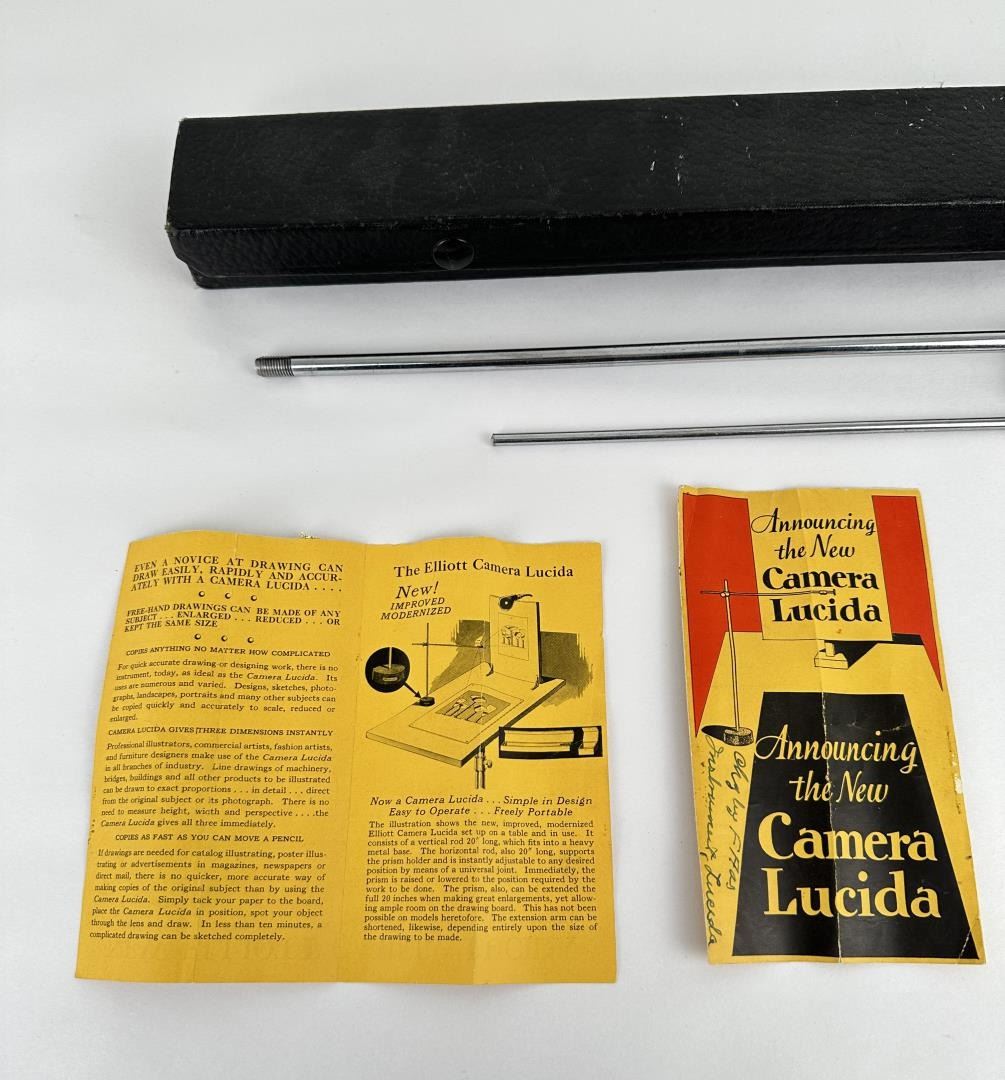 EVEN A NOVICE AT DRAWING CAN
DRAW EASILY, RAPIDLY AND ACCUR-
ATELY WITH A CAMERA LUCIDA . . . .
FREE-HAND DRAWINGS CAN BE MADE OF ANY
SUBJECT . . . ENLARGED . . . REDUCED . . . OR
KEPT THE SAME SIZE
COPIES ANYTHING NO MATTER HOW COMPLICATED
For quick accurate drawing or designing work, there is no
instrument, today, as ideal as the Camera Lucida. Its
uses are numerous and varied. Designs, sketches, photo-
graphs, landscapes, portraits and many other subjects can
be copied quickly and accurately to scale, reduced or
enlarged.
CAMERA LUCIDA GIVES THREE DIMENSIONS INSTANTLY
Professional illustrators, commercial artists, fashion artists,
and furniture designers make use of the Camera Lucida
in all branches of industry. Line drawings of machinery,
bridges, buildings and all other products to be illustrated
can be drawn to exact proportions . . . in detail . . . direct
from the original subject or its photograph. There is no
need to measure height, width and perspective . . . . the
Camera Lucida gives all three immediately.
COPIES AS FAST AS YOU CAN MOVE A PENCIL
If drawings are needed for catalog illustrating, poster illus-
trating or advertisements in magazines, newspapers or
direct mail, there is no quicker, more accurate way of
making copies of the original subject than by using the
Camera Lucida. Simply tack your paper to the board,
place the Camera Lucida in position, spot your object
through the lens and draw. In less than ten minutes, a
complicated drawing can be sketched completely.
The Elliott Camera Lucida
New!
IMPROVED
MODERNIZED
Now a Camera Lucida . . . Simple in Design
Easy to Operate . . . Freely Portable
The illustration shows the new, improved, modernized
Elliott Camera Lucida set up on a table and in use. It
consists of a vertical rod 20" long, which fits into a heavy
metal base. The horizontal rod, also 20" long, supports
the prism holder and is instantly adjustable to any desired
position by means of a universal joint. Immediately, the
prism is raised or lowered to the position required by the
work to be done. The prism, also, can be extended the
full 20 inches when making great enlargements, yet allow-
ing ample room on the drawing board. This has not been
possible on models heretofore. The extension arm can be
shortened, likewise, depending entirely upon the size of
the drawing to be made.
Announcing
the New
Camera
Lucida
Announcing
the New
Camera
Lucida